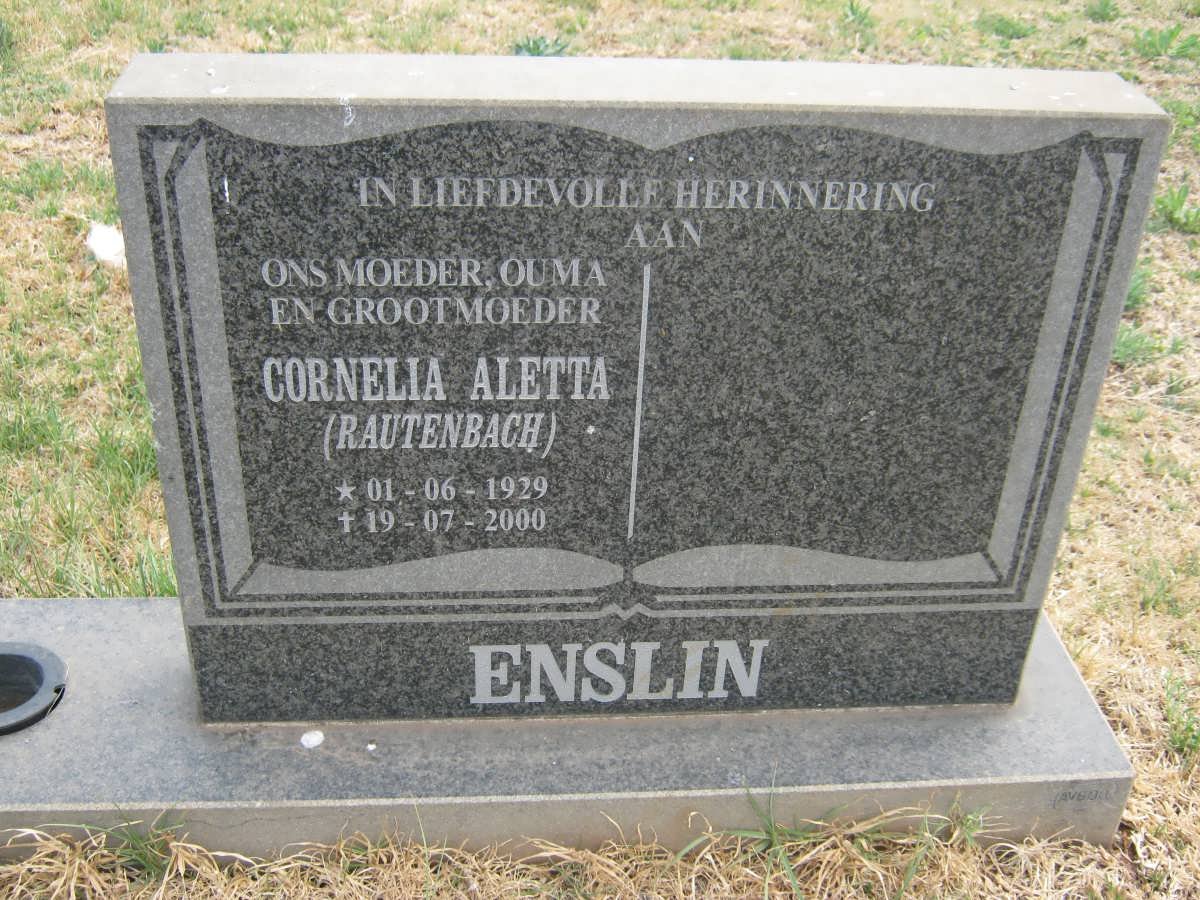 IN LIEFDEVOLLE HERINNERING
AAN
ONS MOEDER, OUMA
EN GROOTMOEDER
CORNELIA ALETTA
(RAUTENBACH)
★ 01 - 06 - 1929
✝ 19 - 07 - 2000
ENSLIN